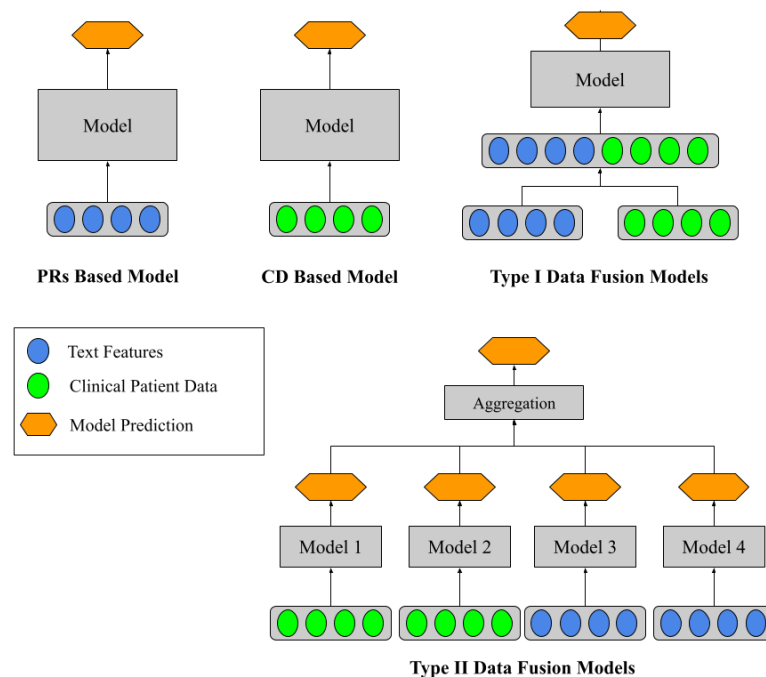 Model
Model
Model
PRs Based Model
CD Based Model
Type I Data Fusion Models
Text Features
Clinical Patient Data
Model Prediction
Aggregation
Model 1
Model 2
Model 3
Model 4
Type II Data Fusion Models